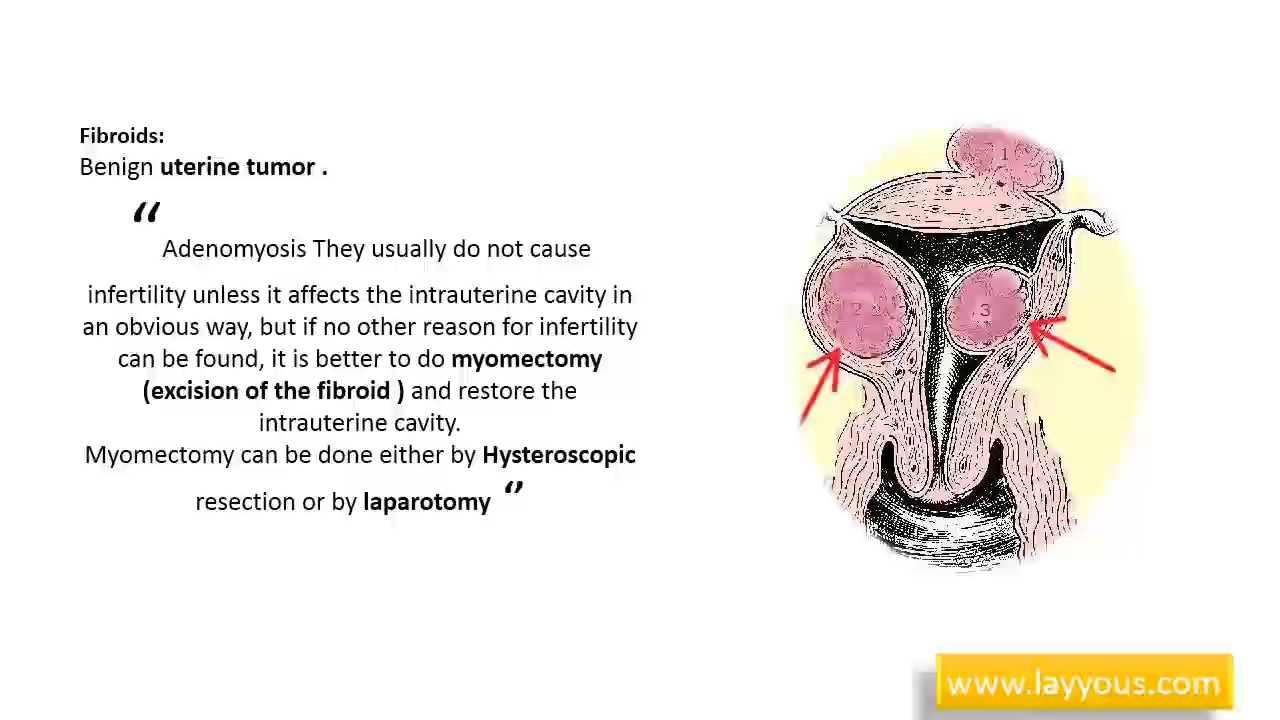 Fibroids:
Benign uterine tumor .
“
Adenomyosis They usually do not cause
infertility unless it affects the intrauterine cavity in
an obvious way, but if no other reason for infertility
can be found, it is better to do myomectomy
(excision of the fibroid ) and restore the
intrauterine cavity.
Myomectomy can be done either by Hysteroscopic
resection or by laparotomy ”
1
2
3
www.layyous.com